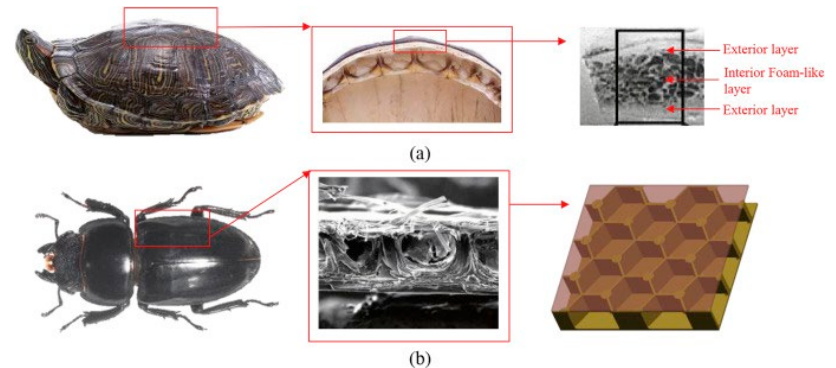 Exterior layer
Interior Foam-like
layer
Exterior layer
(a)
(b)